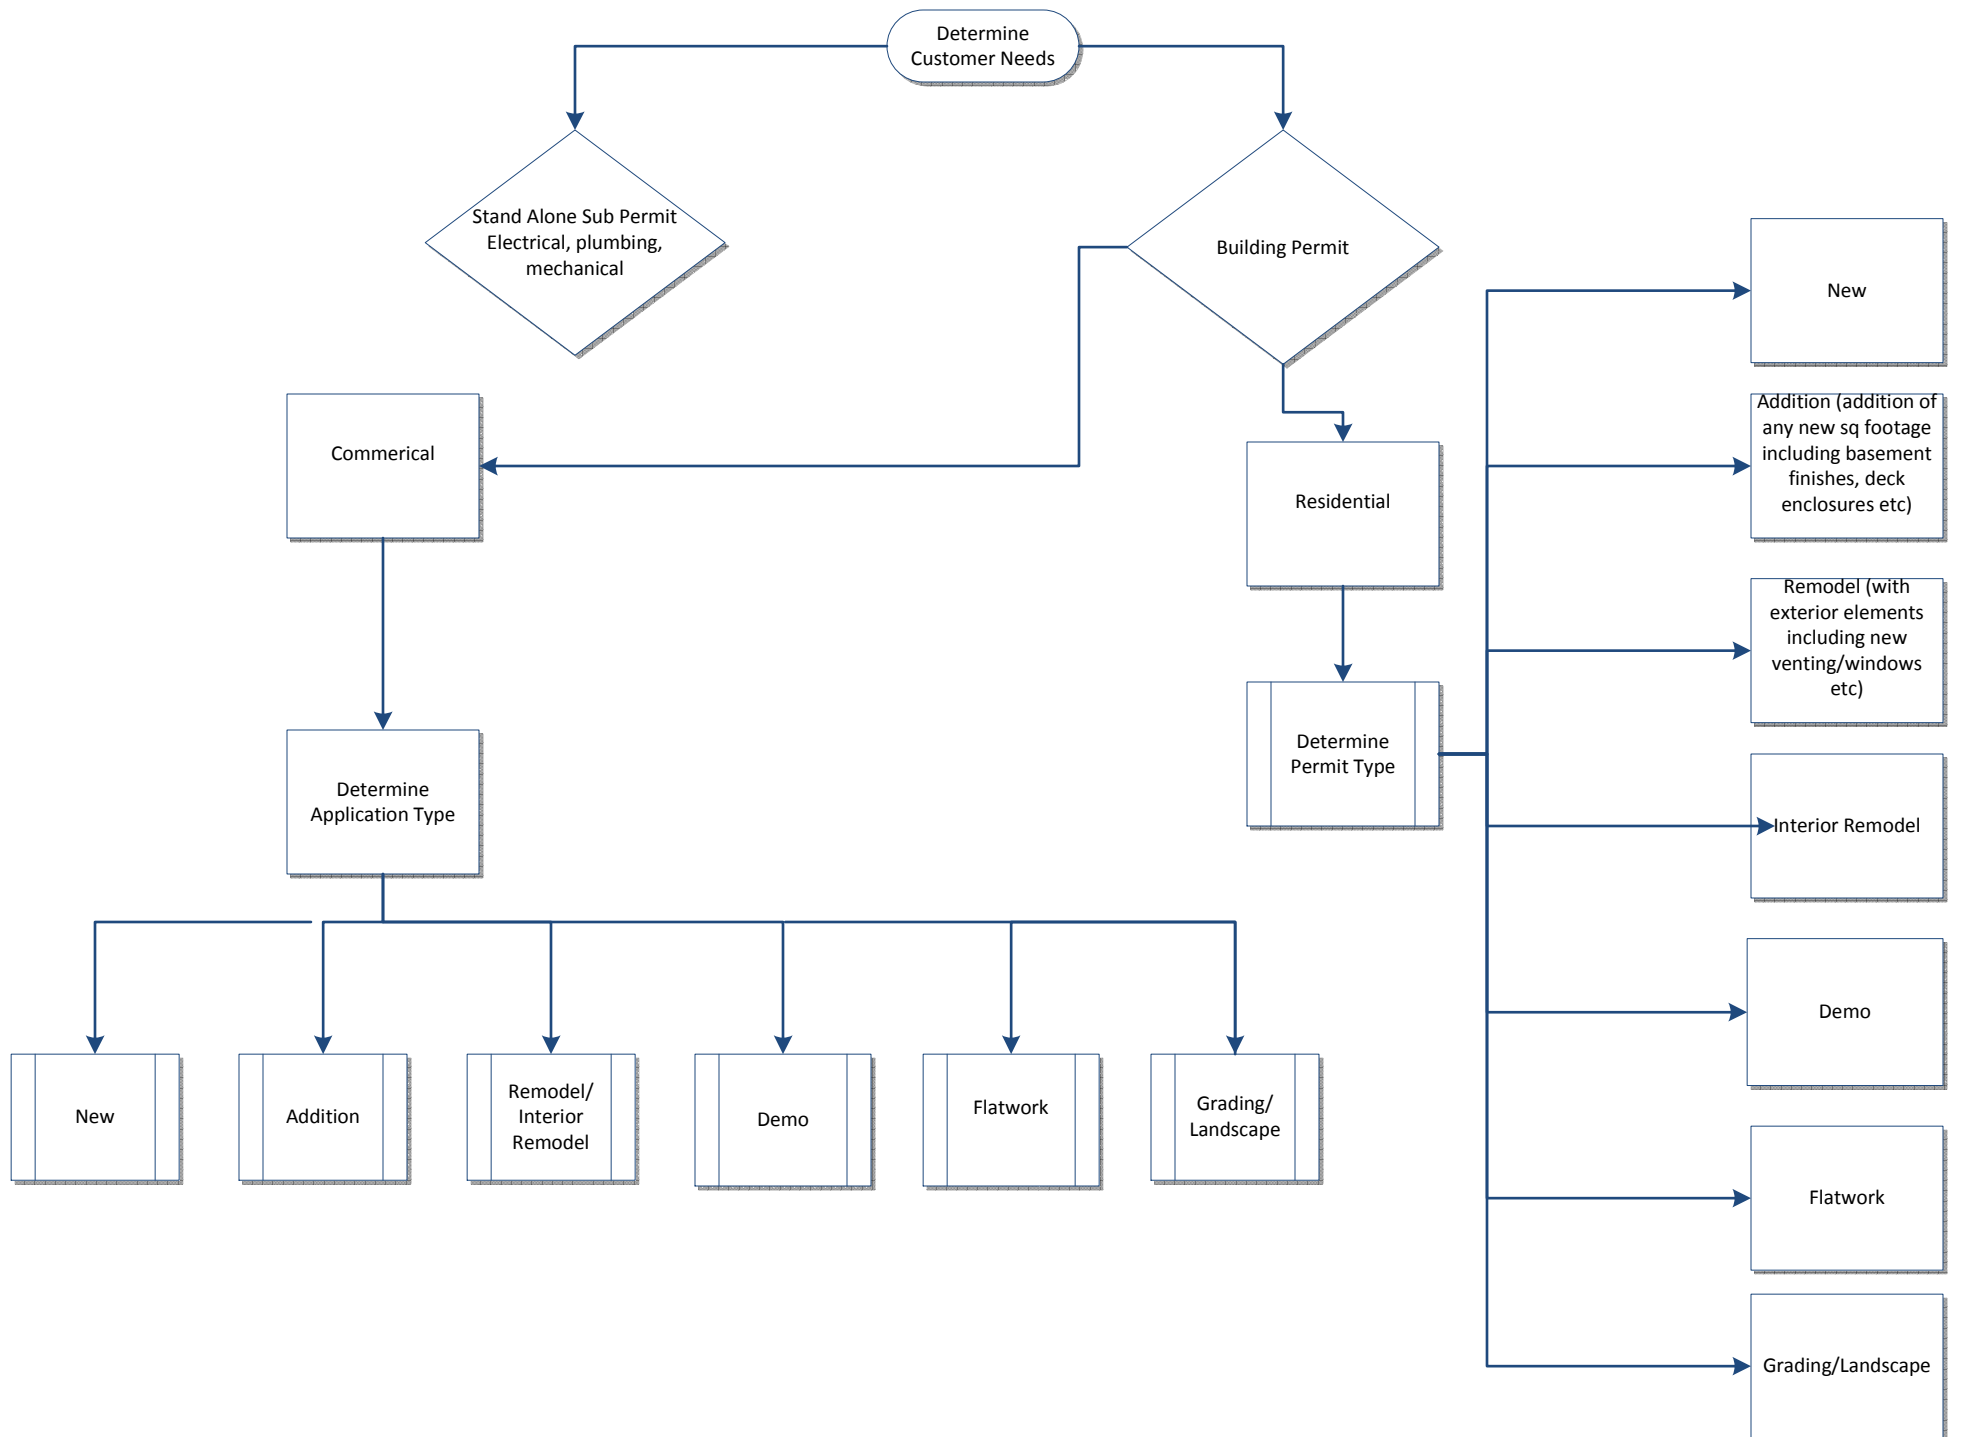 Determine
Customer Needs
Stand Alone Sub Permit
Electrical, plumbing,
mechanical
Building Permit
New
Addition (addition of
any new sq footage
including basement
finishes, deck
enclosures etc)
Commerical
Residential
Remodel (with
exterior elements
including new
venting/windows
etc)
Determine
Permit Type
Determine
Application Type
Interior Remodel
Demo
New
Addition
Remodel/
Interior
Remodel
Demo
Flatwork
Grading/
Landscape
Flatwork
Grading/Landscape